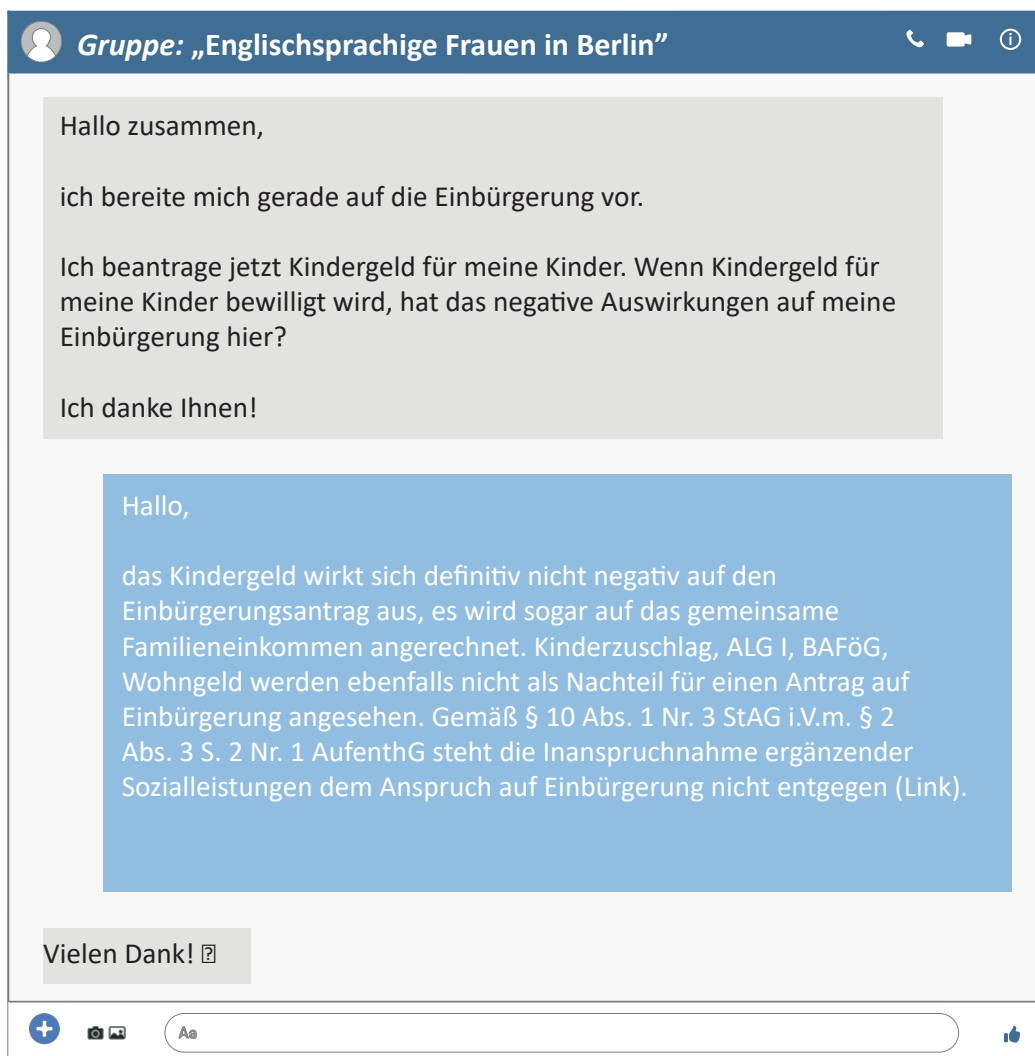 Gruppe: „Englischsprachige Frauen in Berlin”
Hallo zusammen,
ich bereite mich gerade auf die Einbürgerung vor.
Ich beantrage jetzt Kindergeld für meine Kinder. Wenn Kindergeld für
meine Kinder bewilligt wird, hat das negative Auswirkungen auf meine
Einbürgerung hier?
Ich danke Ihnen!
Hallo,
das Kindergeld wirkt sich definitiv nicht negativ auf den
Einbürgerungsantrag aus, es wird sogar auf das gemeinsame
Familieneinkommen angerechnet. Kinderzuschlag, ALG I, BAFöG,
Wohngeld werden ebenfalls nicht als Nachteil für einen Antrag auf
Einbürgerung angesehen. Gemäß § 10 Abs. 1 Nr. 3 StAG i.V.m. § 2
Abs. 3 S. 2 Nr. 1 AufenthG steht die Inanspruchnahme ergänzender
Sozialleistungen dem Anspruch auf Einbürgerung nicht entgegen (Link).
Vielen Dank! 
Aa